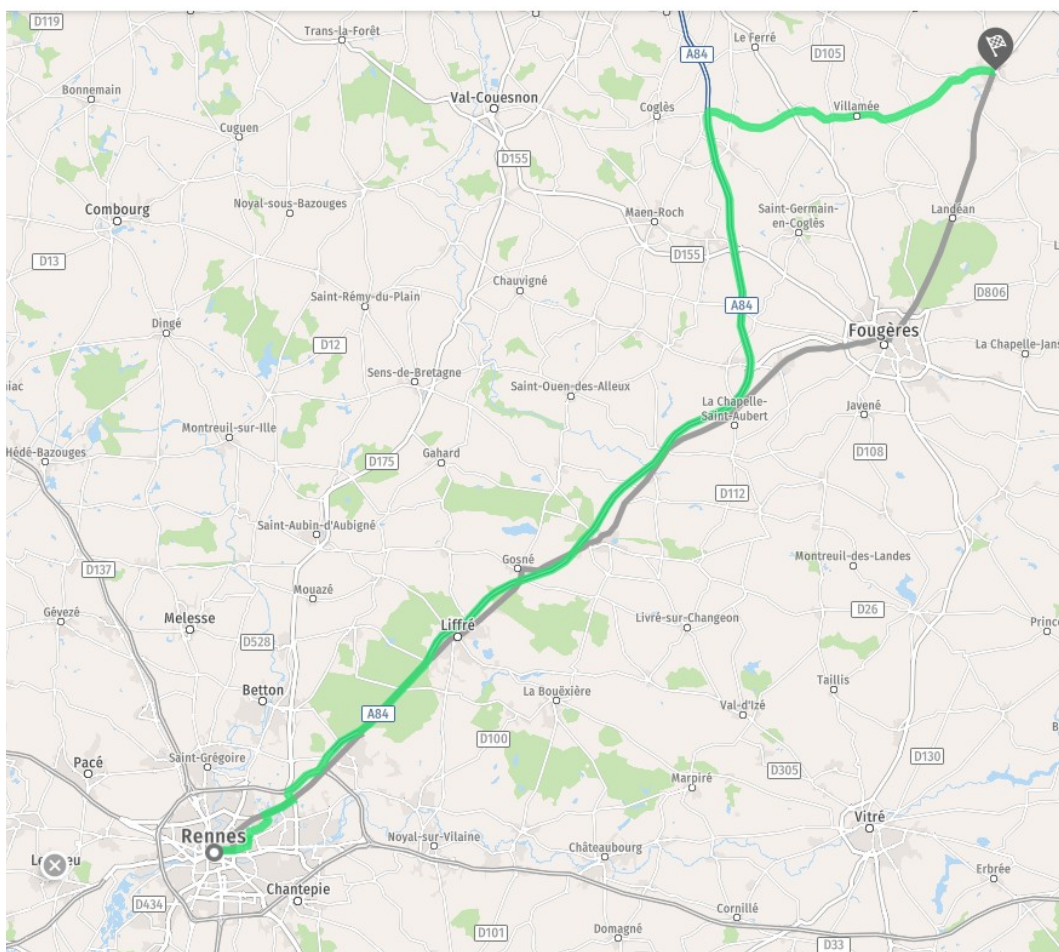 D119
Trans-la-Forêt
A84
Le Ferré
D105
Bonnemain
Val-Couesnon
Coglès
Villamée
Cuguen
D155
Combourg
Noyal-sous-Bazouges
Maen-Roch
Saint-Germain-
en-Coglès
Landéan
D13
D155
Chauvigné
Saint-Rémy-du-Plain
A84
D806
Dingé
D12
Fougères
La Chapelle-Jans
Sens-de-Bretagne
Saint-Ouen-des-Alleux
La Chapelle-
Saint-Aubert
Javené
Montreuil-sur-Ille
Hédé-Bazouges
D175
Gahard
D108
D112
Saint-Aubin-d'Aubigné
Gosné
Montreuil-des-Landes
D137
Mouazé
Gévezé
Melesse
Liffré
Livré-sur-Changeon
D26
Prince
D528
Betton
La Bouëxière
Taillis
Val-d'Izé
A84
D100
Pacé
Saint-Grégoire
D305
D130
Marpiré
Rennes
Noyal-sur-Vilaine
Vitré
Châteaubourg
Erbrée
Chantepie
D434
Cornillé
D101
Domagné
D33